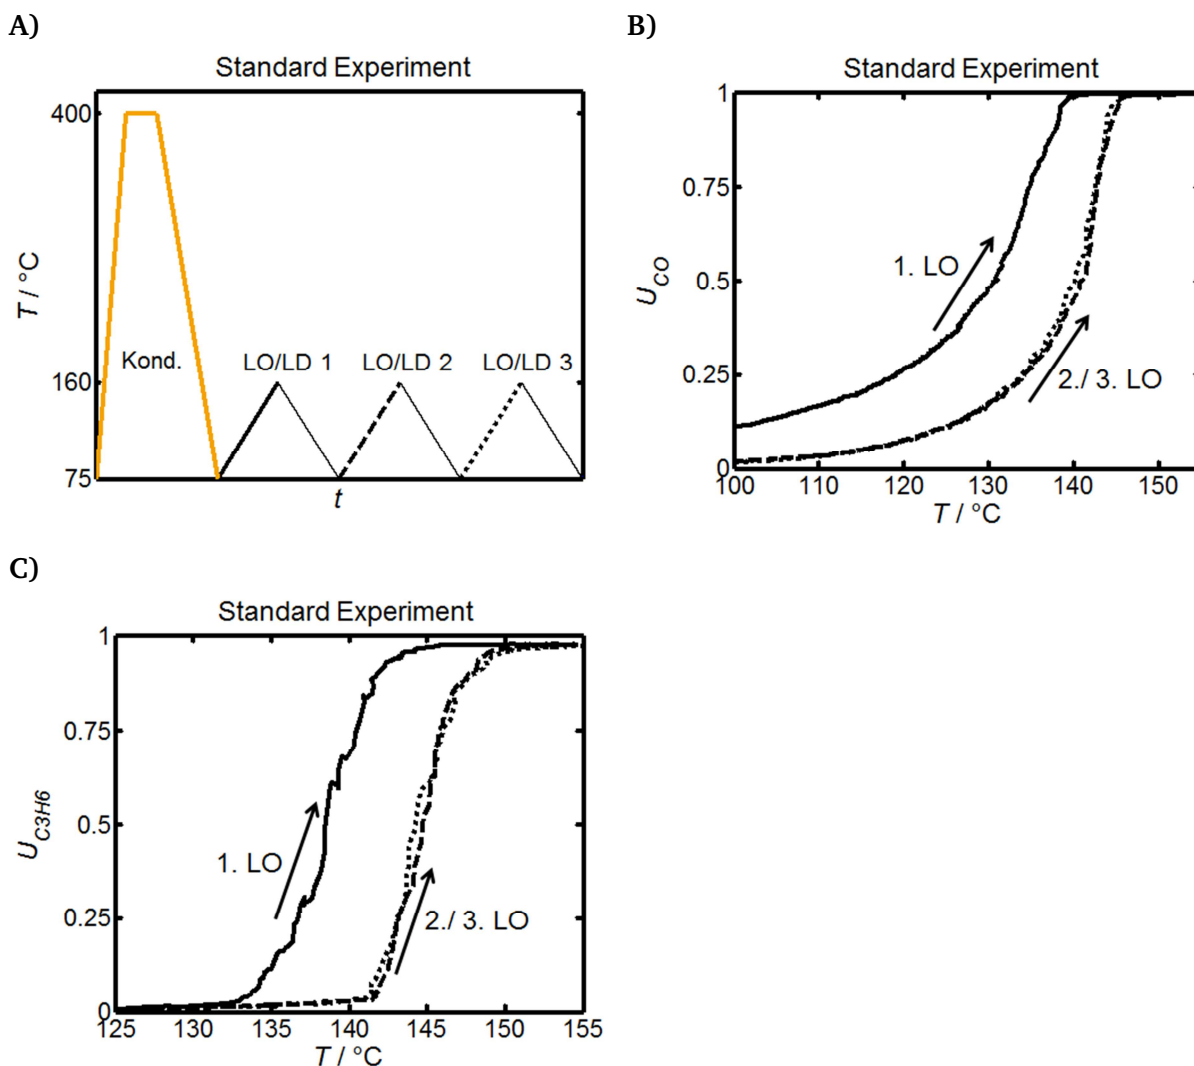 A)
Standard Experiment
400
160
75
T / °C
Kond.
LO/LD 1
LO/LD 2
LO/LD 3
t
B)
Standard Experiment
1
0.75
0.5
0.25
0
U_CO
1. LO
2./ 3. LO
100
110
120
130
140
150
T / °C
C)
Standard Experiment
1
0.75
0.5
0.25
0
U_C3H6
1. LO
2./ 3. LO
125
130
135
140
145
150
155
T / °C